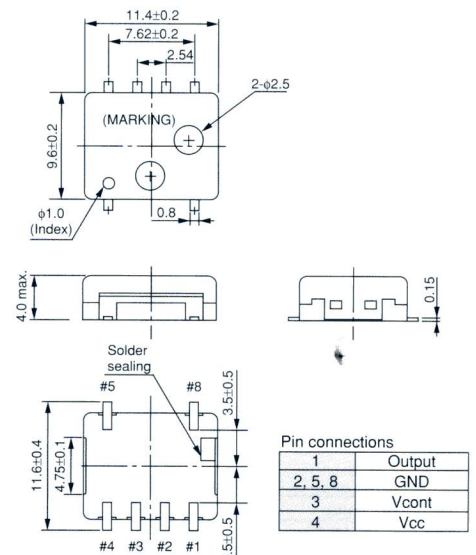 11.4±0.2
7.62±0.2
2.54
2-φ2.5
(MARKING)
9.6±0.2
φ1.0
(Index)
0.8
4.0 max.
0.15
Solder
sealing
#5
#8
3.5±0.5
11.6±0.4
4.75±0.1
.5±0.5
#4 #3 #2 #1
Pin connections
1 Output
2, 5, 8 GND
3 Vcont
4 Vcc